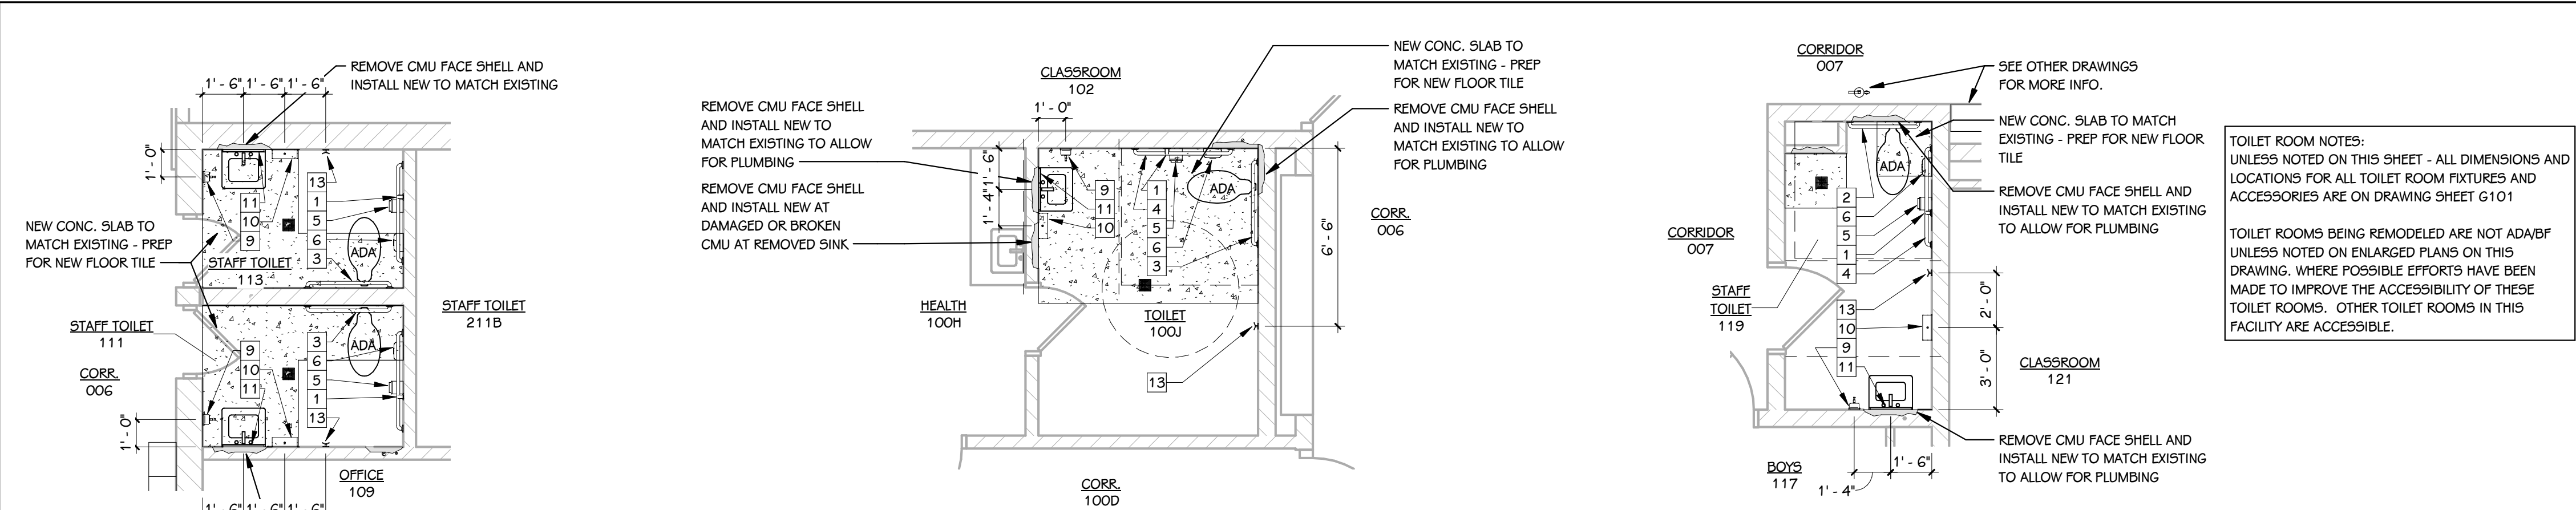 REMOVE CMU FACE SHELL AND
INSTALL NEW TO MATCH EXISTING
1' - 6" 1' - 6" 1' - 6"
1' - 0"
13
1
5
6
3
11
10
9
ADA
NEW CONC. SLAB TO
MATCH EXISTING - PREP
FOR NEW FLOOR TILE
STAFF TOILET
113
STAFF TOILET
211B
STAFF TOILET
111
CORR.
006
9
10
11
3
6
5
1
13
ADA
1' - 0"
OFFICE
109
1' - 6" 1' - 6" 1' - 6"
CLASSROOM
102
1' - 0"
NEW CONC. SLAB TO
MATCH EXISTING - PREP
FOR NEW FLOOR TILE
REMOVE CMU FACE SHELL
AND INSTALL NEW TO
MATCH EXISTING TO ALLOW
FOR PLUMBING
REMOVE CMU FACE SHELL
AND INSTALL NEW AT
DAMAGED OR BROKEN
CMU AT REMOVED SINK
REMOVE CMU FACE SHELL
AND INSTALL NEW TO
MATCH EXISTING TO ALLOW
FOR PLUMBING
1' - 6"
1' - 4"
9
11
10
1
4
5
6
3
ADA
6' - 6"
CORR.
006
HEALTH
100H
TOILET
100J
13
CORR.
100D
CORRIDOR
007
SEE OTHER DRAWINGS
FOR MORE INFO.
NEW CONC. SLAB TO MATCH
EXISTING - PREP FOR NEW FLOOR
TILE
REMOVE CMU FACE SHELL AND
INSTALL NEW TO MATCH EXISTING
TO ALLOW FOR PLUMBING
ADA
2
6
5
1
4
CORRIDOR
007
STAFF
TOILET
119
13
10
9
11
2' - 0"
3' - 0"
CLASSROOM
121
REMOVE CMU FACE SHELL AND
INSTALL NEW TO MATCH EXISTING
TO ALLOW FOR PLUMBING
BOYS
117
1' - 6"
1' - 4"
TOILET ROOM NOTES:
UNLESS NOTED ON THIS SHEET - ALL DIMENSIONS AND
LOCATIONS FOR ALL TOILET ROOM FIXTURES AND
ACCESSORIES ARE ON DRAWING SHEET G101
TOILET ROOMS BEING REMODELED ARE NOT ADA/BF
UNLESS NOTED ON ENLARGED PLANS ON THIS
DRAWING. WHERE POSSIBLE EFFORTS HAVE BEEN
MADE TO IMPROVE THE ACCESSIBILITY OF THESE
TOILET ROOMS. OTHER TOILET ROOMS IN THIS
FACILITY ARE ACCESSIBLE.